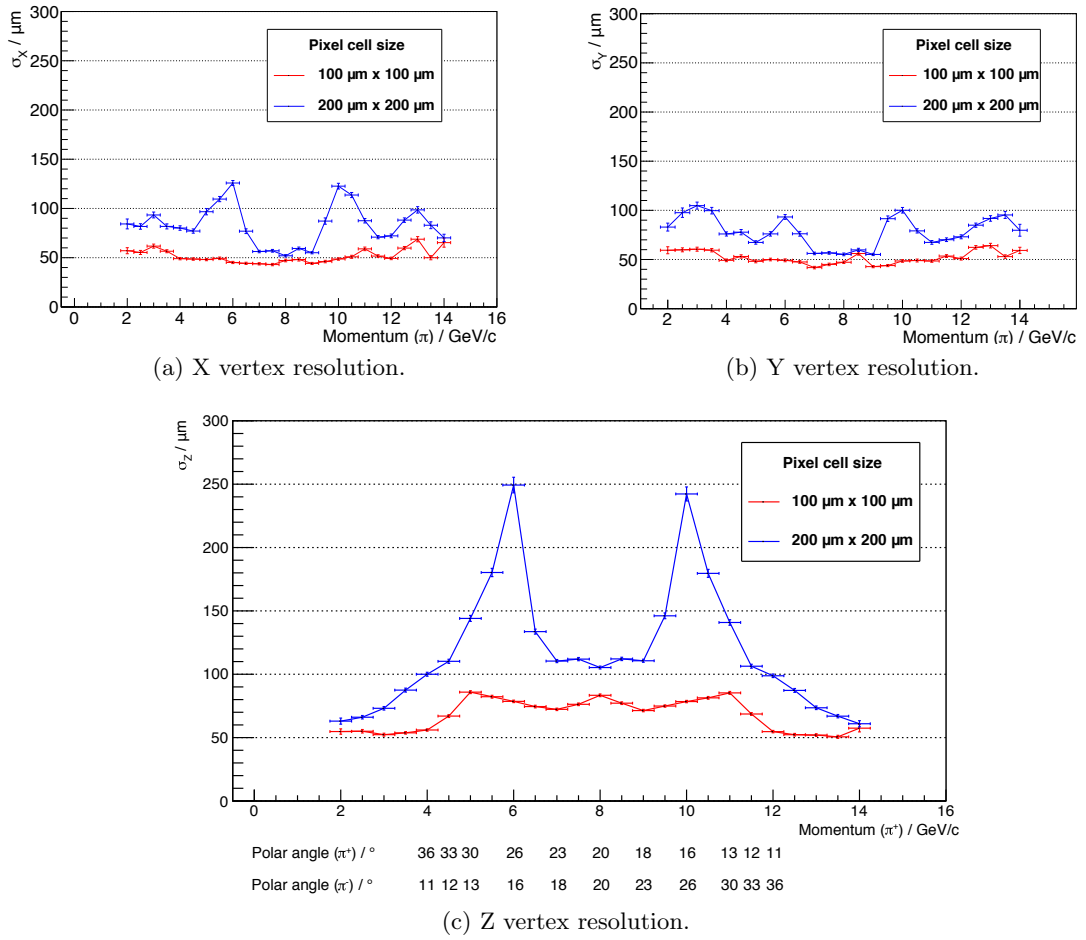 300
250
200
150
100
50
0
σX / μm
Pixel cell size
100 μm x 100 μm
200 μm x 200 μm
0 2 4 6 8 10 12 14 16
Momentum (π) / GeV/c
(a) X vertex resolution.
300
250
200
150
100
50
0
σY / μm
Pixel cell size
100 μm x 100 μm
200 μm x 200 μm
2 4 6 8 10 12 14
Momentum (π) / GeV/c
(b) Y vertex resolution.
300
250
200
150
100
50
0
σZ / μm
Pixel cell size
100 μm x 100 μm
200 μm x 200 μm
0 2 4 6 8 10 12 14 16
Momentum (π⁺) / GeV/c
Polar angle (π⁺) / ° 36 33 30 26 23 20 18 16 13 12 11
Polar angle (π⁻) / ° 11 12 13 16 18 20 23 26 30 33 36
(c) Z vertex resolution.